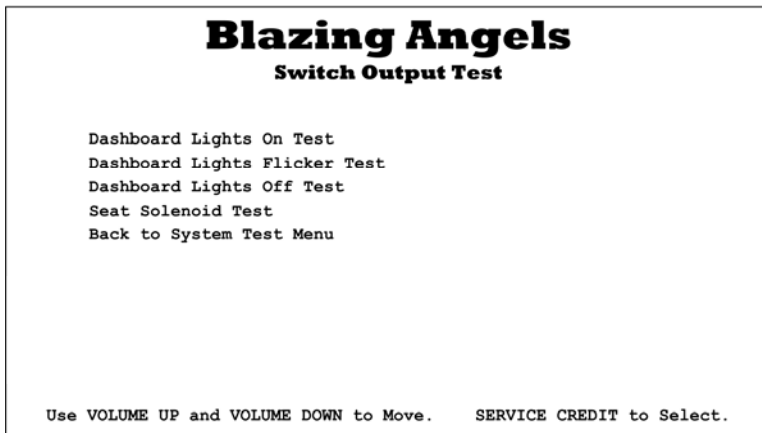 Blazing Angels
Switch Output Test
Dashboard Lights On Test
Dashboard Lights Flicker Test
Dashboard Lights Off Test
Seat Solenoid Test
Back to System Test Menu
Use VOLUME UP and VOLUME DOWN to Move. SERVICE CREDIT to Select.